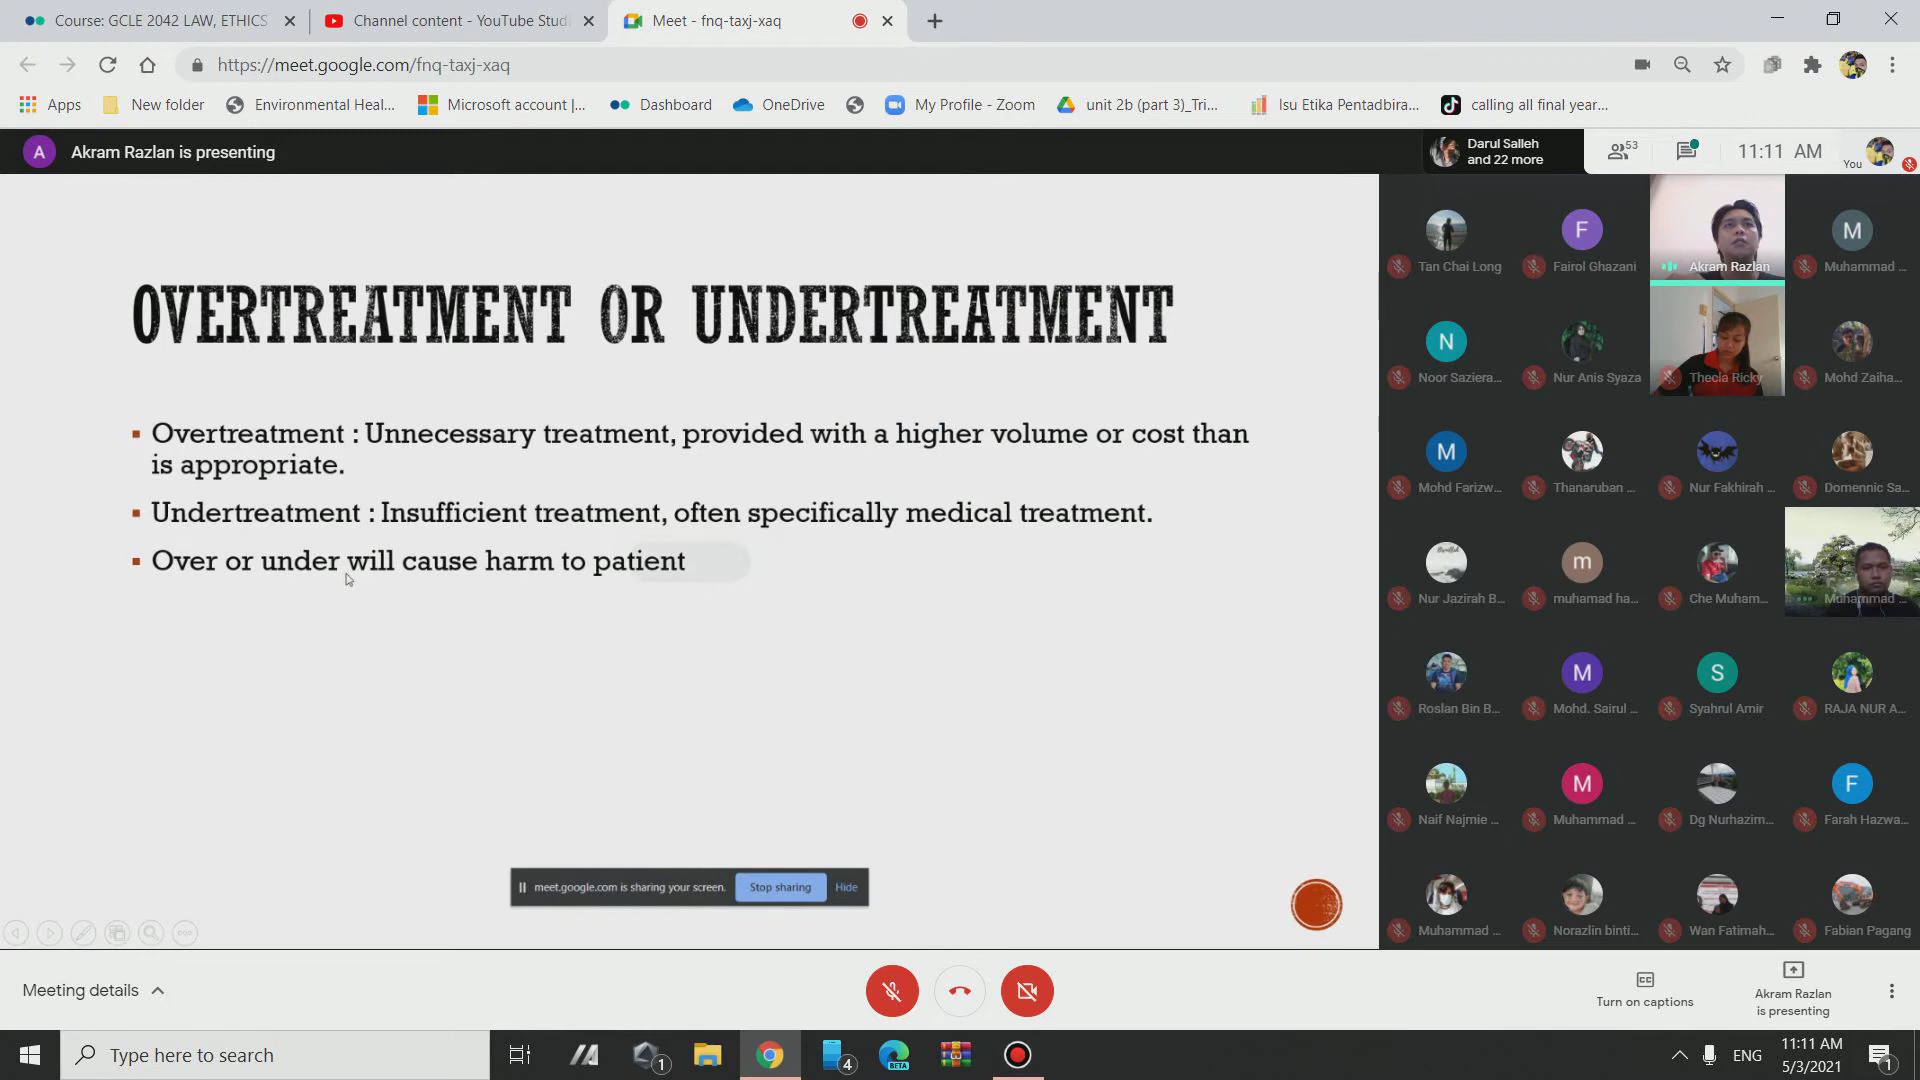 Course: GCLE 2042 LAW, ETHICS
Channel content - YouTube Stud
Meet - fnq-taxj-xaq
https://meet.google.com/fnq-taxj-xaq
Apps
New folder
Environmental Heal...
Microsoft account |...
Dashboard
OneDrive
My Profile - Zoom
unit 2b (part 3)_Tri...
Isu Etika Pentadbira...
calling all final year...
A
Akram Razlan is presenting
Darul Salleh
and 22 more
53
11:11 AM
You
OVERTREATMENT OR UNDERTREATMENT
Overtreatment : Unnecessary treatment, provided with a higher volume or cost than
is appropriate.
Undertreatment : Insufficient treatment, often specifically medical treatment.
Over or under will cause harm to patient
meet.google.com is sharing your screen.
Stop sharing
Hide
F
M
Tan Chai Long
Fairol Ghazani
Akram Razlan
Muhammad ...
N
Noor Saziera...
Nur Anis Syaza
Thecla Ricky
Mohd Zaiha...
M
Mohd Farizw...
Thanaruban ...
Nur Fakhirah ...
Domennic Sa...
m
Nur Jazirah B...
muhamad ha...
Che Muham...
Muhammad ...
M
S
Roslan Bin B...
Mohd. Sairul ...
Syahrul Amir
RAJA NUR A...
M
F
Naif Najmie ...
Muhammad ...
Dg Nurhazim...
Farah Hazwa...
Muhammad ...
Norazlin binti...
Wan Fatimah...
Fabian Pagang
Meeting details
Turn on captions
Akram Razlan
is presenting
Type here to search
1
4
BETA
ENG
11:11 AM
5/3/2021
1